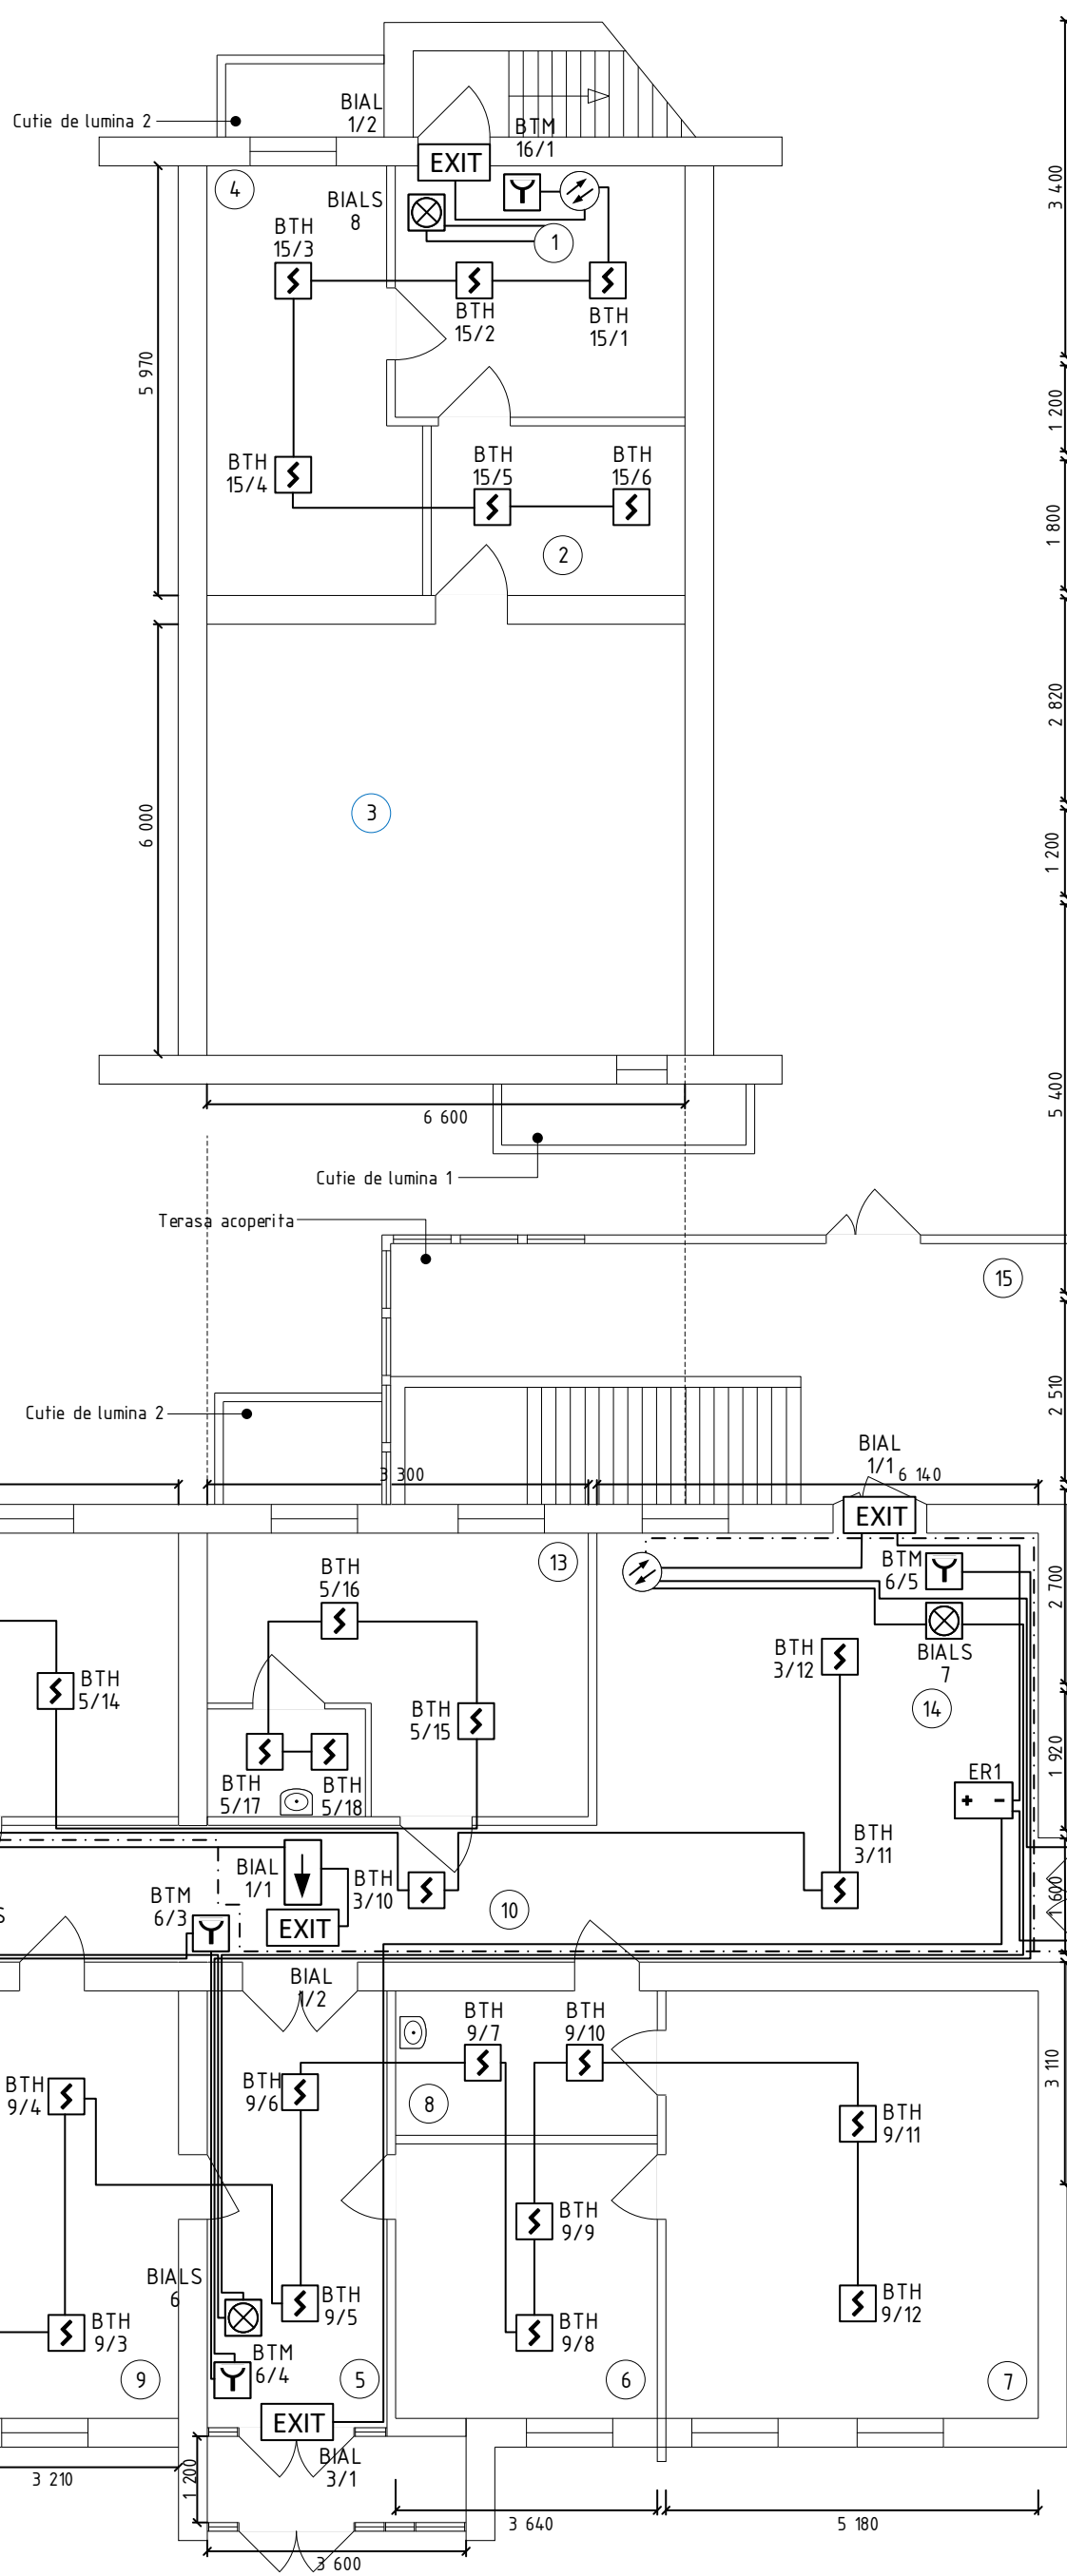 Cutie de lumina 2
BIAL
1/2
BTM
16/1
EXIT
3 400
4
BIALS
8
BTH
15/3
1
BTH
15/2
BTH
15/1
5 970
1 200
BTH
15/4
BTH
15/5
BTH
15/6
1 800
2
2 820
3
6 000
1 200
5 400
6 600
Cutie de lumina 1
Terasa acoperita
15
2 510
Cutie de lumina 2
BIAL
1/1
3 300
6 140
EXIT
13
BTH
5/16
BTM
6/5
2 700
BTH
3/12
BIALS
7
BTH
5/14
BTH
5/15
14
1 920
BTH
5/17
BTH
5/18
ER1
+ -
BIAL
1/1
BTH
3/10
BTH
3/11
10
1 600
BTM
6/3
S
EXIT
BIAL
1/2
BTH
9/7
BTH
9/10
3 110
BTH
9/4
BTH
9/6
8
BTH
9/11
BTH
9/9
BIALS
6
BTH
9/5
BTH
9/12
BTH
9/3
BTH
9/8
BTM
6/4
9
5
6
7
EXIT
BIAL
3/1
3 210
1 200
3 640
5 180
3 600